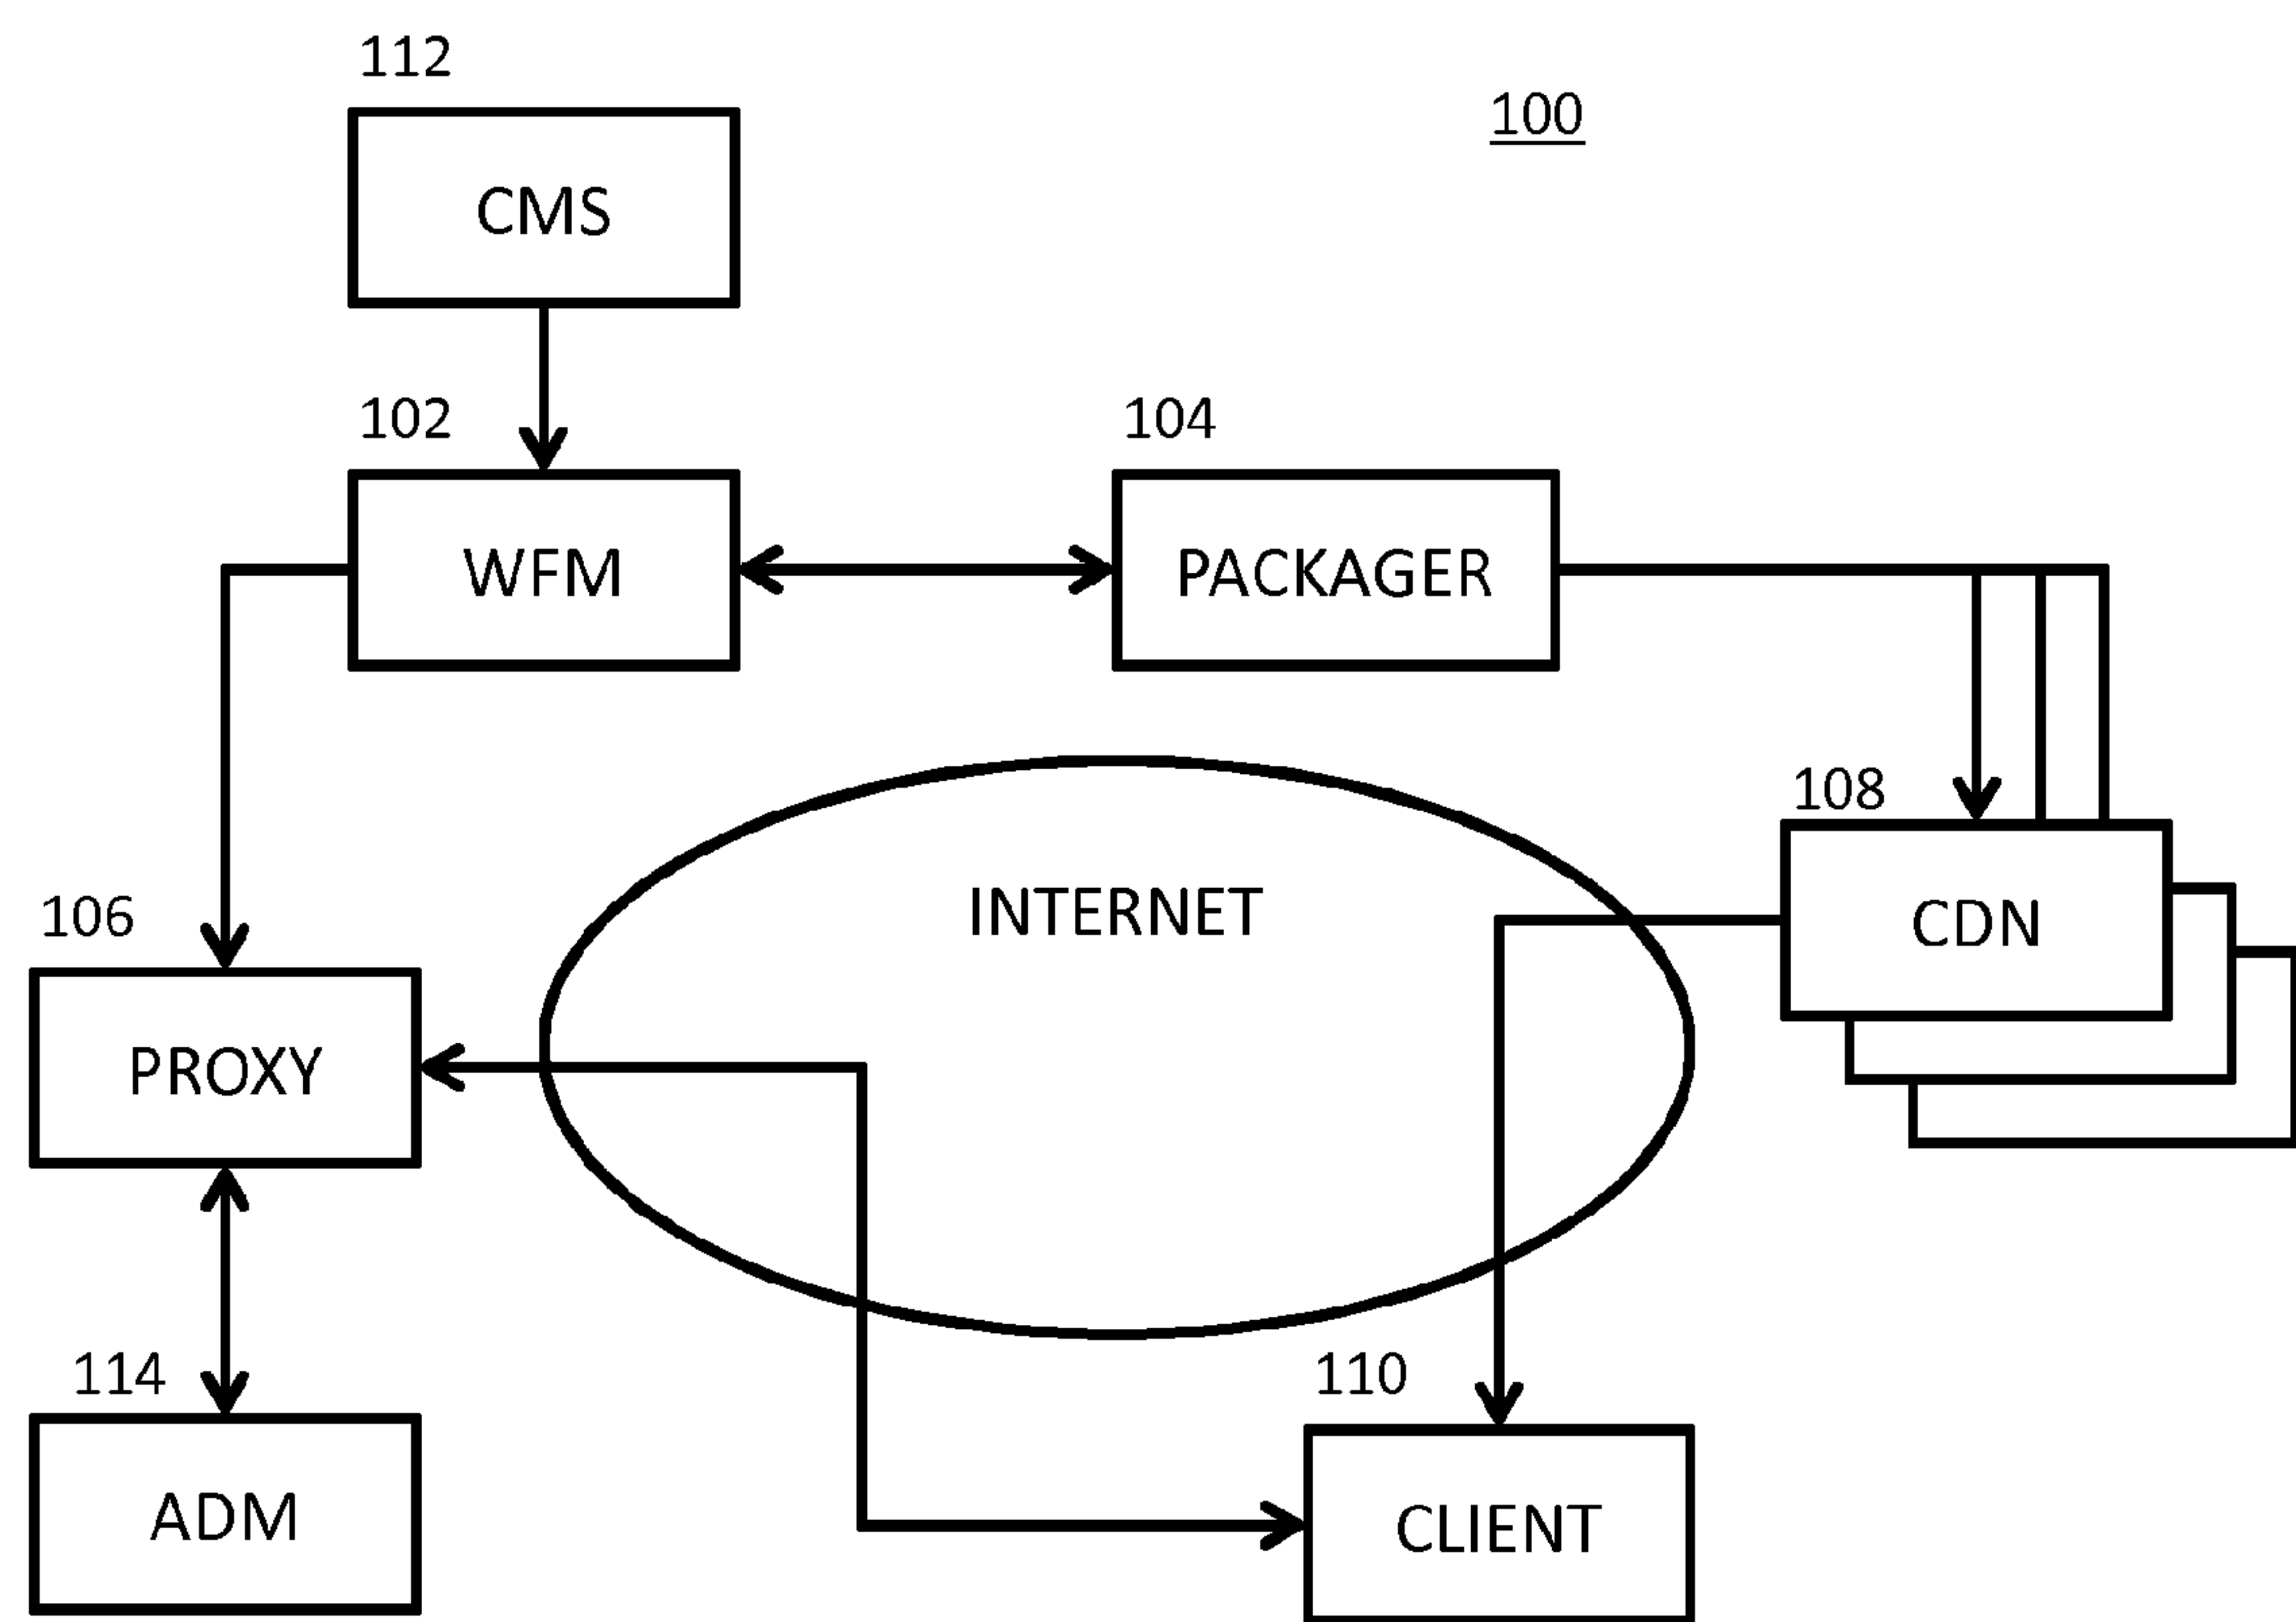 112
100
CMS
102
104
WFM
PACKAGER
108
106
INTERNET
CDN
PROXY
114
110
ADM
CLIENT